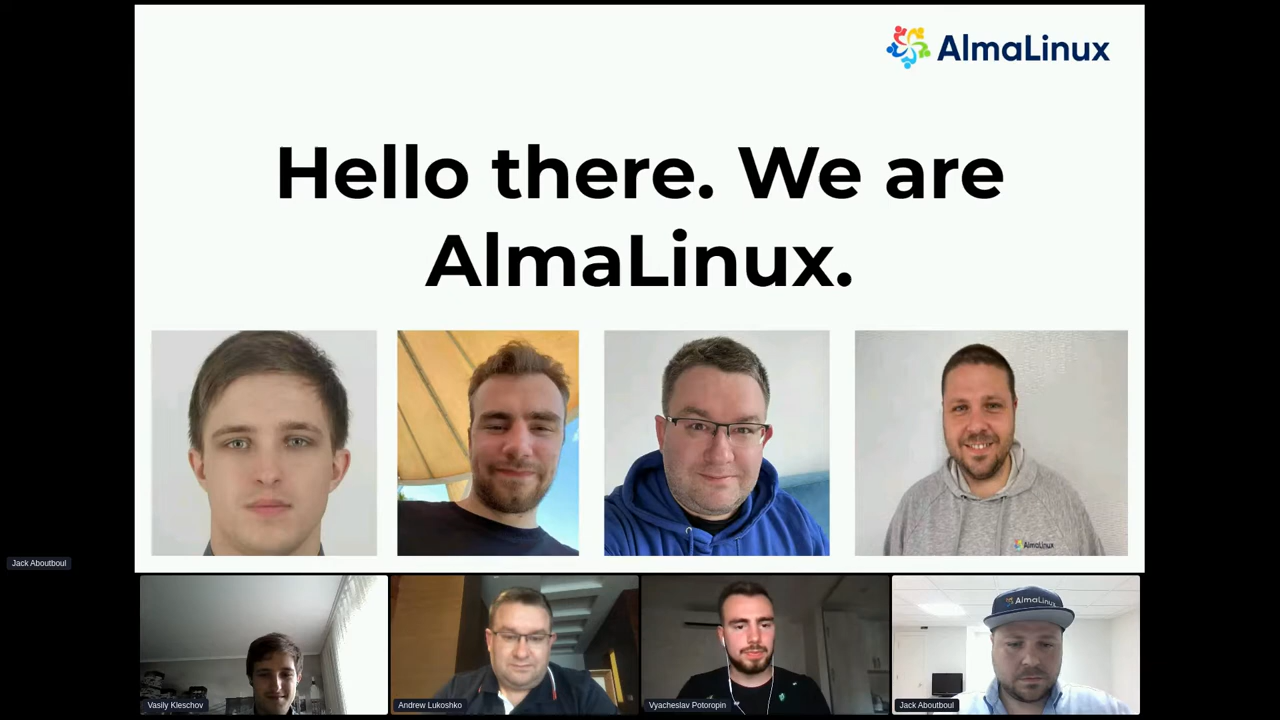 AlmaLinux
Hello there. We are
AlmaLinux.
AlmaLinux
Jack Aboutboul
AlmaLinux
Vasily Kleschov
Andrew Lukoshko
Vyacheslav Potoropin
Jack Aboutboul